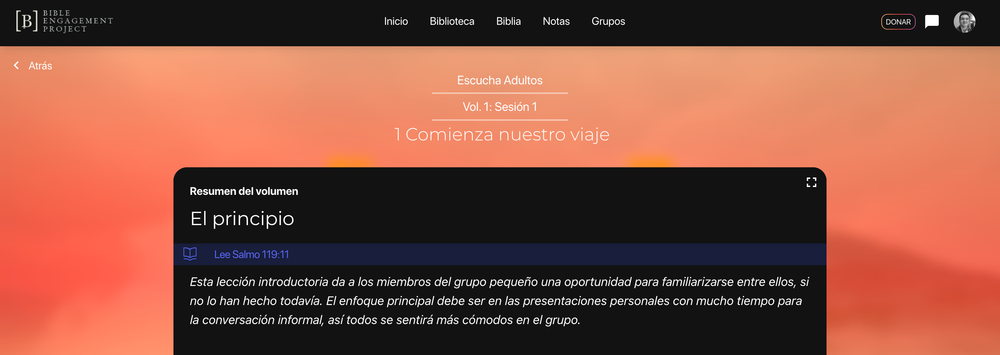 BIBLE
ENGAGEMENT
PROJECT
[B]
Inicio
Biblioteca
Biblia
Notas
Grupos
DONAR
Atrás
Escucha Adultos
Vol. 1: Sesión 1
1 Comienza nuestro viaje
Resumen del volumen
El principio
Lee Salmo 119:11
Esta lección introductoria da a los miembros del grupo pequeño una oportunidad para familiarizarse entre ellos, si
no lo han hecho todavía. El enfoque principal debe ser en las presentaciones personales con mucho tiempo para
la conversación informal, así todos se sentirá más cómodos en el grupo.